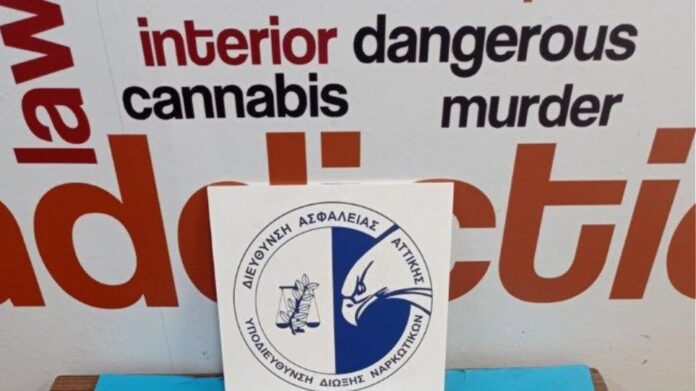 law
interior dangerous
cannabis murder
addictio
ΔΙΕΥΘΥΝΣΗ ΑΣΦΑΛΕΙΑΣ ΑΤΤΙΚΗΣ
ΥΠΟΔΙΕΥΘΥΝΣΗ ΔΙΩΞΗΣ ΝΑΡΚΩΤΙΚΩΝ